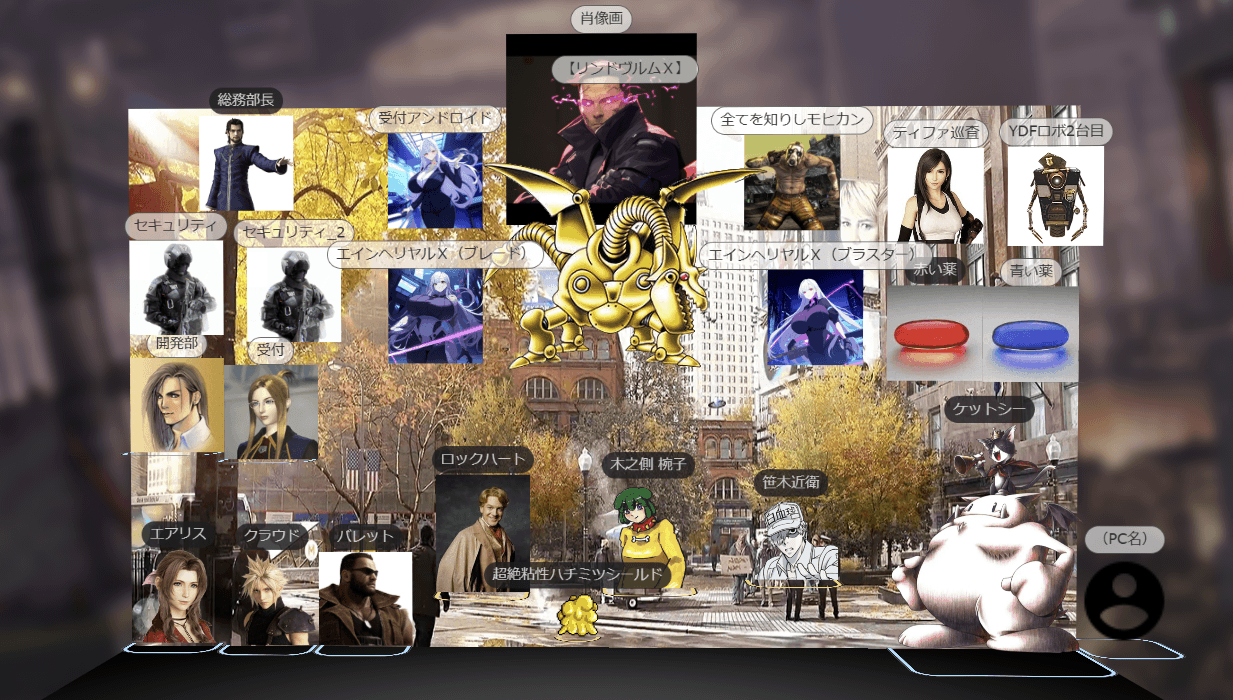 肖像画
【リンドヴルムX】
総務部長
受付アンドロイド
全てを知りしモヒカン
ティファ巡査
YDFロボ2台目
セキュリティ
セキュリティ_2
エインヘリヤルX（ブレード）
エインヘリヤルX（ブラスター）
赤い薬
青い薬
開発部
受付
ケットシー
ロックハート
木之側 椀子
笹木近衛
白血球
エアリス
クラウド
バレット
（PC名）
超絶粘性ハチミツシールド